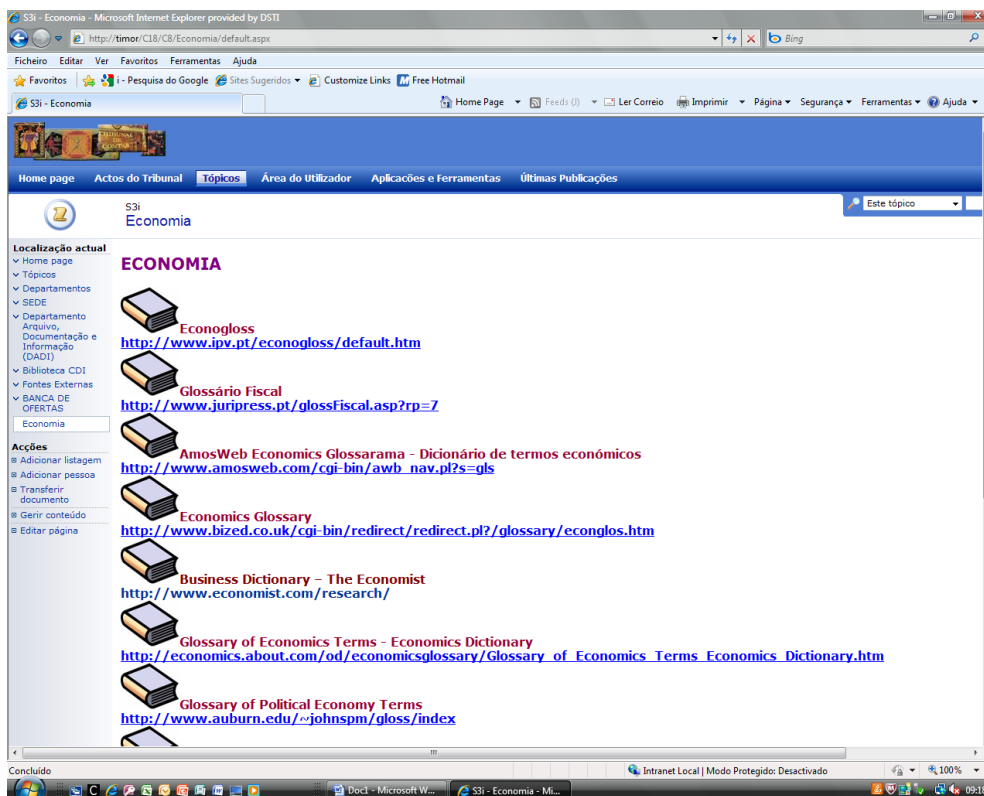 S3i - Economia - Microsoft Internet Explorer provided by DSTI
http://timor/C18/C8/Economia/default.aspx
Bing
Ficheiro Editar Ver Favoritos Ferramentas Ajuda
Favoritos i - Pesquisa do Google Sites Sugeridos Customize Links Free Hotmail
S3i - Economia
Home Page Feeds (J) Ler Correio Imprimir Página Segurança Ferramentas Ajuda
TRIBUNAL
DE
CONTAS
Home page Actos do Tribunal Tópicos Área do Utilizador Aplicacões e Ferramentas Últimas Publicações
S3i
Economia
Este tópico
Localização actual
Home page
Tópicos
Departamentos
SEDE
Departamento
Arquivo,
Documentação e
Informação
(DADI)
Biblioteca CDI
Fontes Externas
BANCA DE
OFERTAS
Economia
Acções
Adicionar listagem
Adicionar pessoa
Transferir
documento
Gerir conteúdo
Editar página
ECONOMIA
Econogloss
http://www.ipv.pt/econogloss/default.htm
Glossário Fiscal
http://www.juripress.pt/glossFiscal.asp?rp=7
AmosWeb Economics Glossarama - Dicionário de termos económicos
http://www.amosweb.com/cgi-bin/awb_nav.pl?s=gls
Economics Glossary
http://www.bized.co.uk/cgi-bin/redirect/redirect.pl?/glossary/econglos.htm
Business Dictionary – The Economist
http://www.economist.com/research/
Glossary of Economics Terms - Economics Dictionary
http://economics.about.com/od/economicsglossary/Glossary_of_Economics_Terms_Economics_Dictionary.htm
Glossary of Political Economy Terms
http://www.auburn.edu/~johnspm/gloss/index
Concluído
Intranet Local | Modo Protegido: Desactivado
100%
Doc1 - Microsoft W...
S3i - Economia - Mi...
09:18